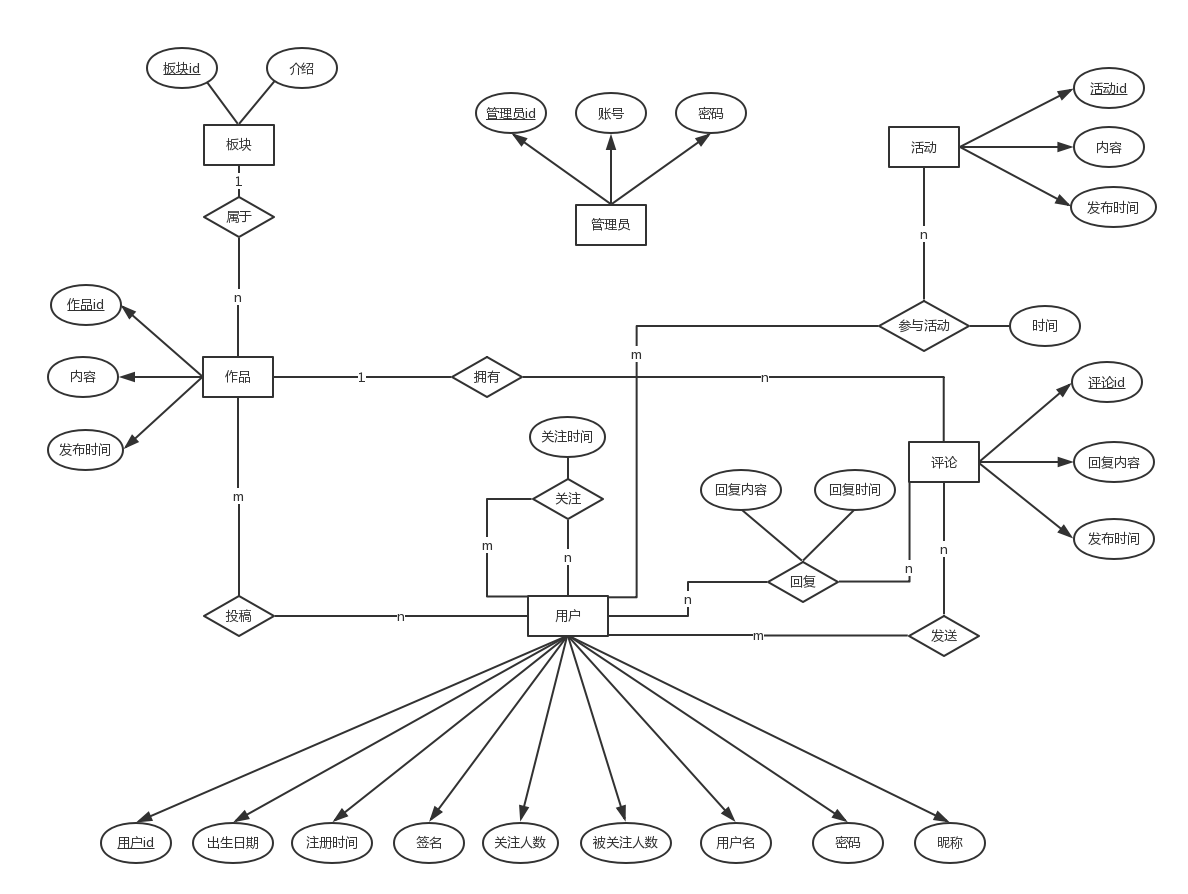 板块id
介绍
活动id
管理员id
账号
密码
板块
活动
内容
1
属于
发布时间
管理员
n
n
作品id
参与活动
时间
m
内容
作品
1
拥有
n
评论id
关注时间
发布时间
评论
回复内容
回复内容
回复时间
m
关注
发布时间
m
n
n
n
回复
n
投稿
n
用户
m
发送
用户id
出生日期
注册时间
签名
关注人数
被关注人数
用户名
密码
昵称